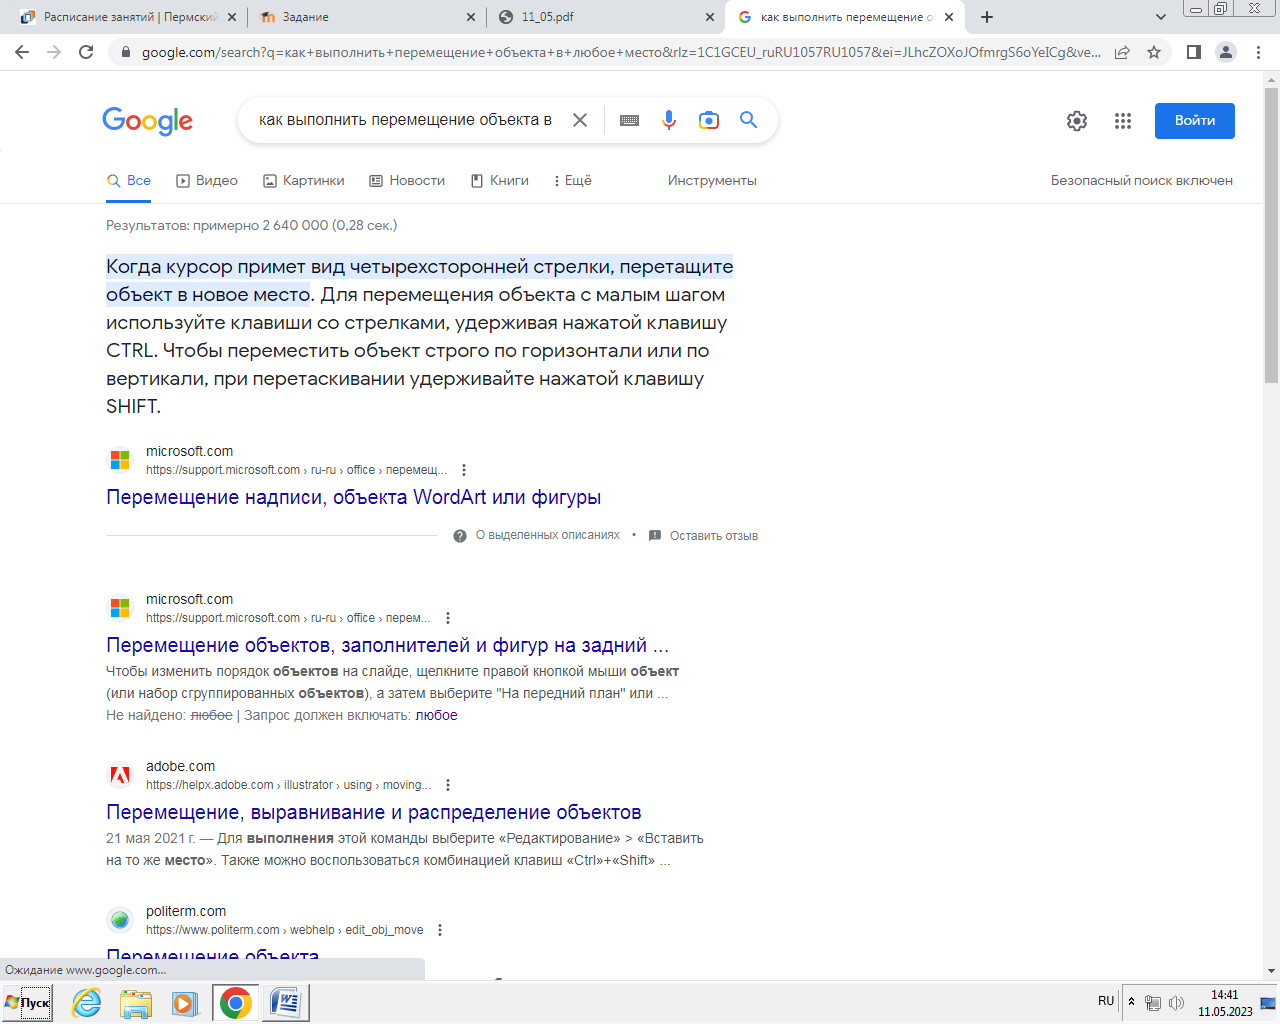 Расписание занятий | Пермский
Задание
11_05.pdf
как выполнить перемещение о
google.com/search?q=как+выполнить+перемещение+объекта+в+любое+место&rlz=1C1GCEU_ruRU1057RU1057&ei=JLhcZOXoJOfmrgS6oYeICg&ve...
Google
как выполнить перемещение объекта в
Войти
Все
Видео
Картинки
Новости
Книги
Ещё
Инструменты
Безопасный поиск включен
Результатов: примерно 2 640 000 (0,28 сек.)
Когда курсор примет вид четырехсторонней стрелки, перетащите
объект в новое место. Для перемещения объекта с малым шагом
используйте клавиши со стрелками, удерживая нажатой клавишу
CTRL. Чтобы переместить объект строго по горизонтали или по
вертикали, при перетаскивании удерживайте нажатой клавишу
SHIFT.
microsoft.com
https://support.microsoft.com › ru-ru › office › перемещ...
Перемещение надписи, объекта WordArt или фигуры
О выделенных описаниях • Оставить отзыв
microsoft.com
https://support.microsoft.com › ru-ru › office › перем...
Перемещение объектов, заполнителей и фигур на задний ...
Чтобы изменить порядок объектов на слайде, щелкните правой кнопкой мыши объект
(или набор сгруппированных объектов), а затем выберите "На передний план" или ...
Не найдено: любое | Запрос должен включать: любое
adobe.com
https://helpx.adobe.com › illustrator › using › moving...
Перемещение, выравнивание и распределение объектов
21 мая 2021 г. — Для выполнения этой команды выберите «Редактирование» > «Вставить
на то же место». Также можно воспользоваться комбинацией клавиш «Ctrl»+«Shift» ...
politerm.com
https://www.politerm.com › webhelp › edit_obj_move
Перемещение объекта
Ожидание www.google.com...
Пуск
RU
14:41
11.05.2023